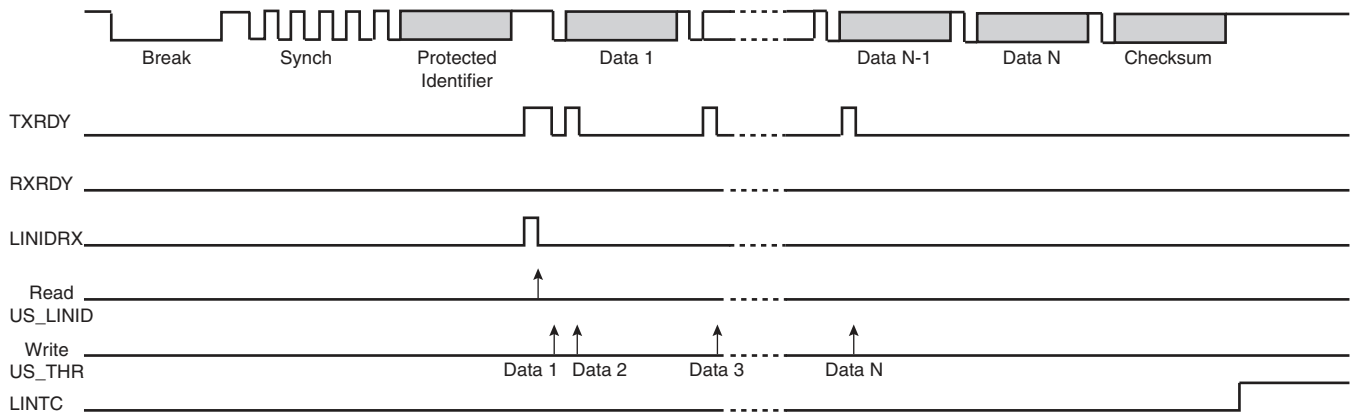 Break Synch Protected Data 1 Data N-1 Data N Checksum
Identifier
TXRDY
RXRDY
LINIDRX
Read
US_LINID
Write
US_THR Data 1 Data 2 Data 3 Data N
LINTC